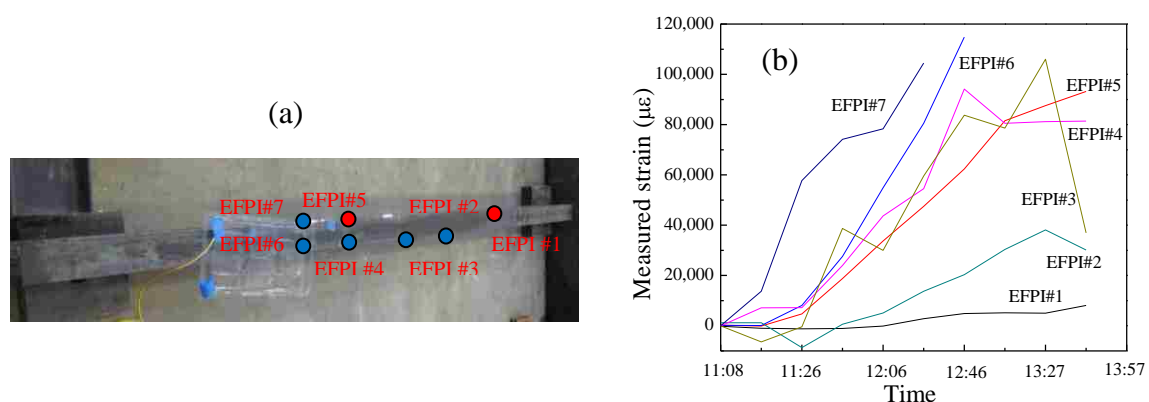 (a)
EFPI#7
EFPI#5
EFPI #2
EFPI#6
EFPI #4
EFPI #3
EFPI #1
(b)
Measured strain (µε)
120,000
100,000
80,000
60,000
40,000
20,000
0
EFPI#7
EFPI#6
EFPI#5
EFPI#4
EFPI#3
EFPI#2
EFPI#1
11:08
11:26
12:06
12:46
13:27
13:57
Time